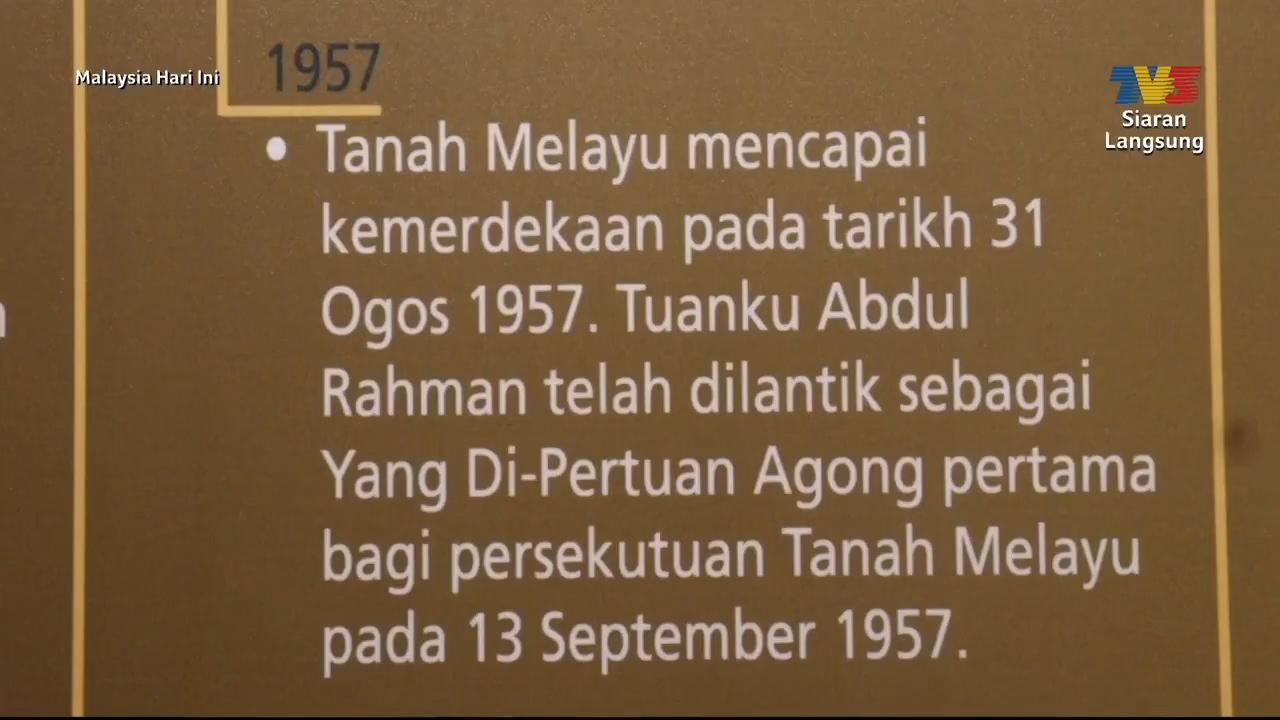 Malaysia Hari Ini
1957
TV3
Siaran
Langsung
• Tanah Melayu mencapai
kemerdekaan pada tarikh 31
Ogos 1957. Tuanku Abdul
Rahman telah dilantik sebagai
Yang Di-Pertuan Agong pertama
bagi persekutuan Tanah Melayu
pada 13 September 1957.